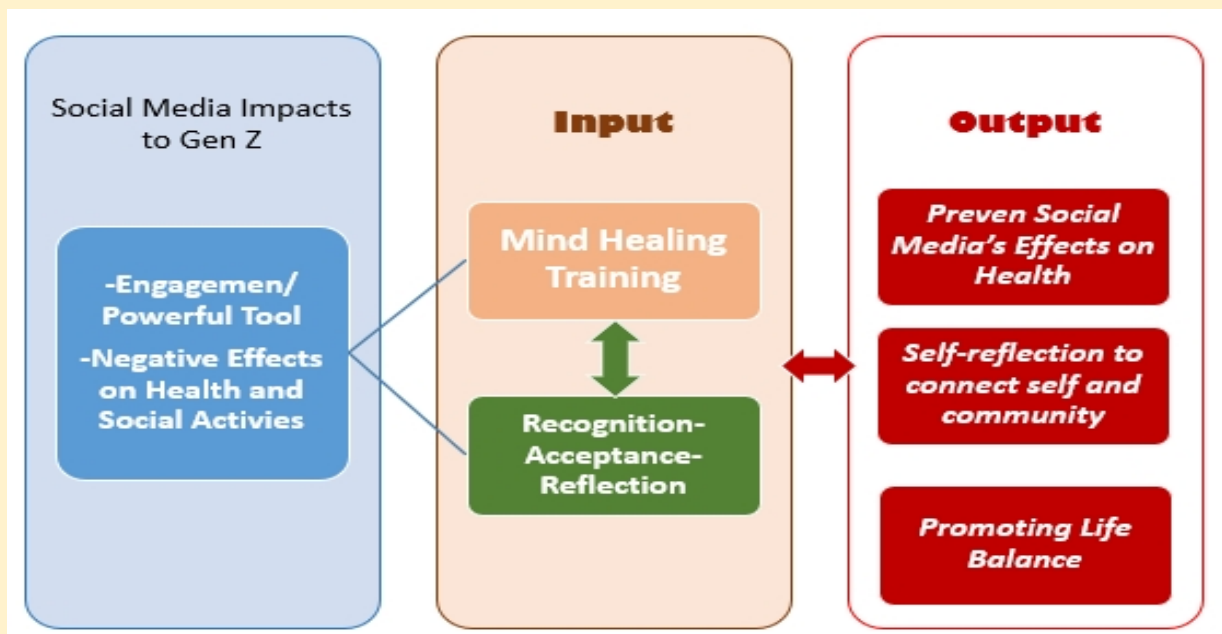 Social Media Impacts
to Gen Z
-Engagemen/
Powerful Tool
-Negative Effects
on Health and
Social Activies
Input
Mind Healing
Training
Recognition-
Acceptance-
Reflection
Output
Preven Social
Media's Effects on
Health
Self-reflection to
connect self and
community
Promoting Life
Balance